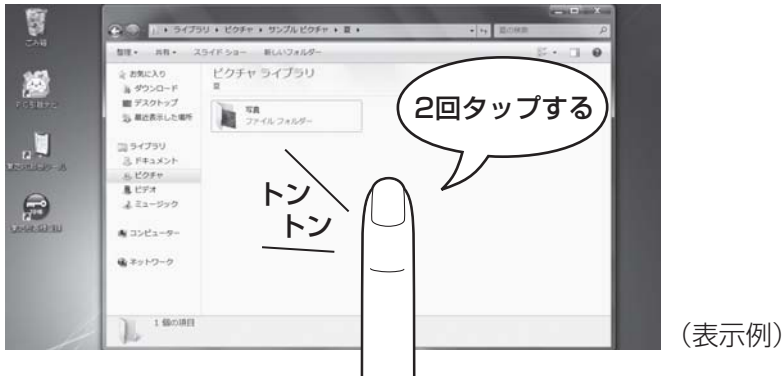 ごみ箱
ライブラリ ▸ ピクチャ ▸ サンプル ピクチャ ▸ 夏 ▸
夏の検索
整理 ▾ 共有 ▾ スライド ショー 新しいフォルダー
お気に入り
ダウンロード
デスクトップ
最近表示した場所
ライブラリ
ドキュメント
ピクチャ
ビデオ
ミュージック
コンピューター
ネットワーク
ピクチャ ライブラリ
夏
写真
ファイル フォルダー
2回タップする
トン
トン
1 個の項目
(表示例)